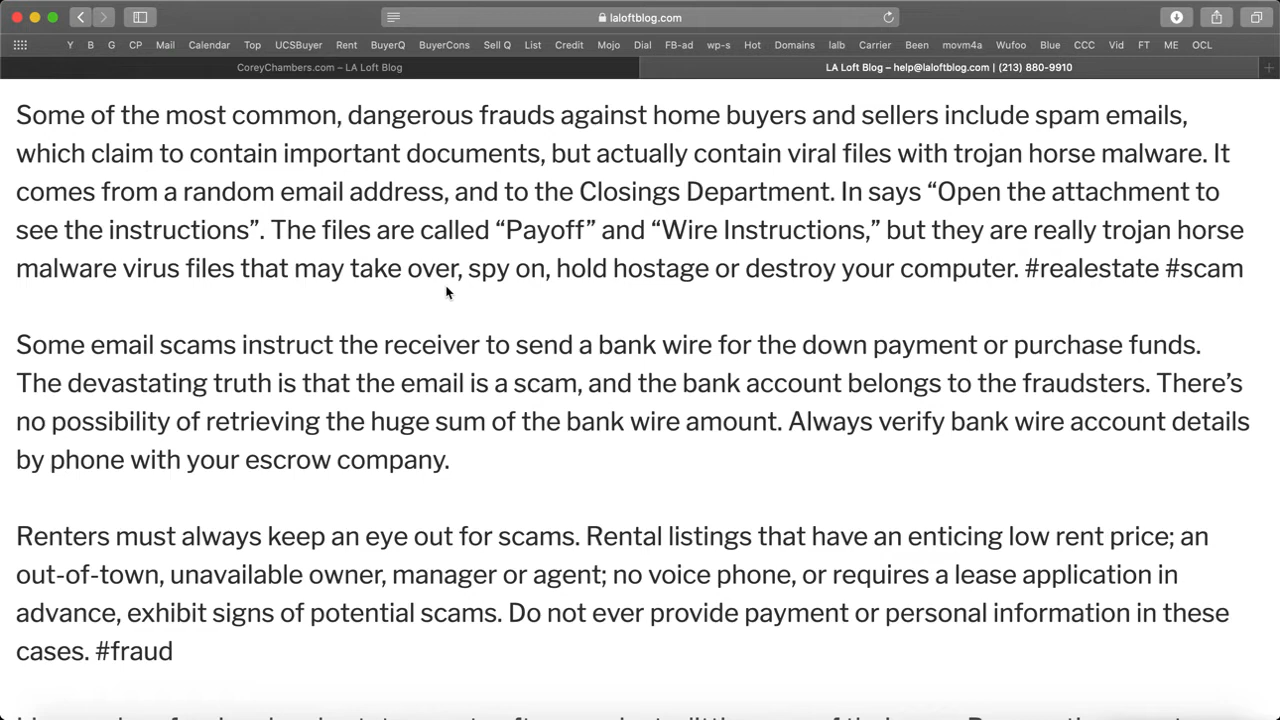 laloftblog.com
Y B G CP Mail Calendar Top UCSBuyer Rent BuyerQ BuyerCons Sell Q List Credit Mojo Dial FB-ad wp-s Hot Domains lalb Carrier Been movm4a Wufoo Blue CCC Vid FT ME OCL
CoreyChambers.com – LA Loft Blog LA Loft Blog – help@laloftblog.com | (213) 880-9910
Some of the most common, dangerous frauds against home buyers and sellers include spam emails,
which claim to contain important documents, but actually contain viral files with trojan horse malware. It
comes from a random email address, and to the Closings Department. In says “Open the attachment to
see the instructions”. The files are called “Payoff” and “Wire Instructions,” but they are really trojan horse
malware virus files that may take over, spy on, hold hostage or destroy your computer. #realestate #scam
Some email scams instruct the receiver to send a bank wire for the down payment or purchase funds.
The devastating truth is that the email is a scam, and the bank account belongs to the fraudsters. There’s
no possibility of retrieving the huge sum of the bank wire amount. Always verify bank wire account details
by phone with your escrow company.
Renters must always keep an eye out for scams. Rental listings that have an enticing low rent price; an
out-of-town, unavailable owner, manager or agent; no voice phone, or requires a lease application in
advance, exhibit signs of potential scams. Do not ever provide payment or personal information in these
cases. #fraud